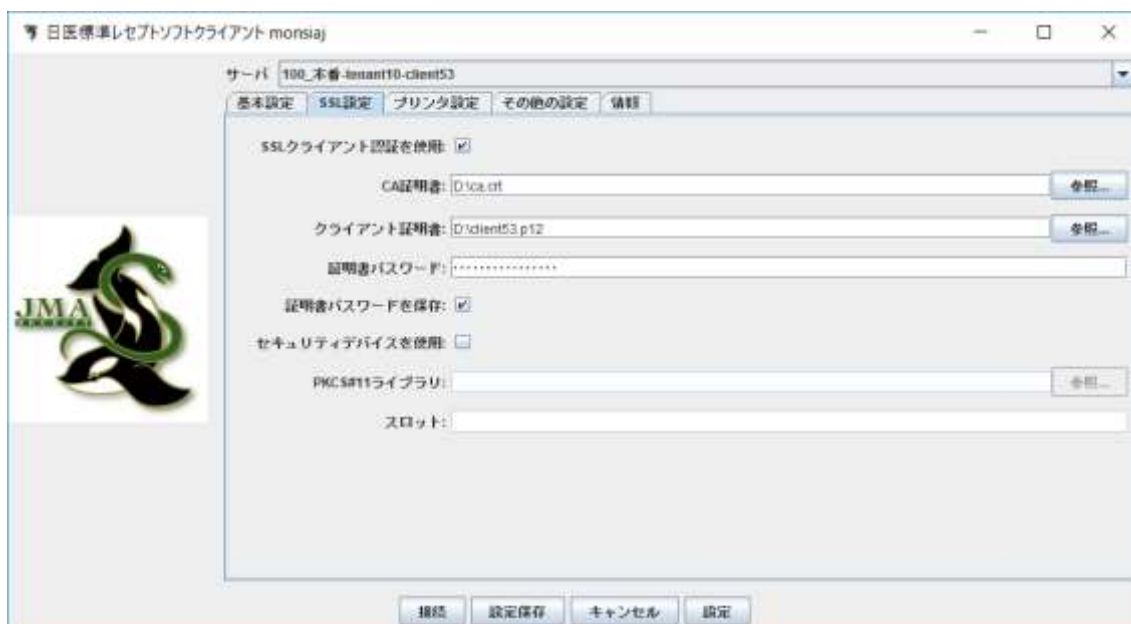 日医標準レセプトソフトクライアント monsiaj
サーバ 100_本番-tenant10-client53
基本設定 SSL設定 プリンタ設定 その他の設定 情報
SSLクライアント認証を使用:
CA証明書: D:\ca.crt 参照...
クライアント証明書: D:\client53.p12 参照...
証明書パスワード: ················
証明書パスワードを保存:
セキュリティデバイスを使用:
PKCS#11ライブラリ: 参照...
スロット:
JMA
接続 設定保存 キャンセル 設定